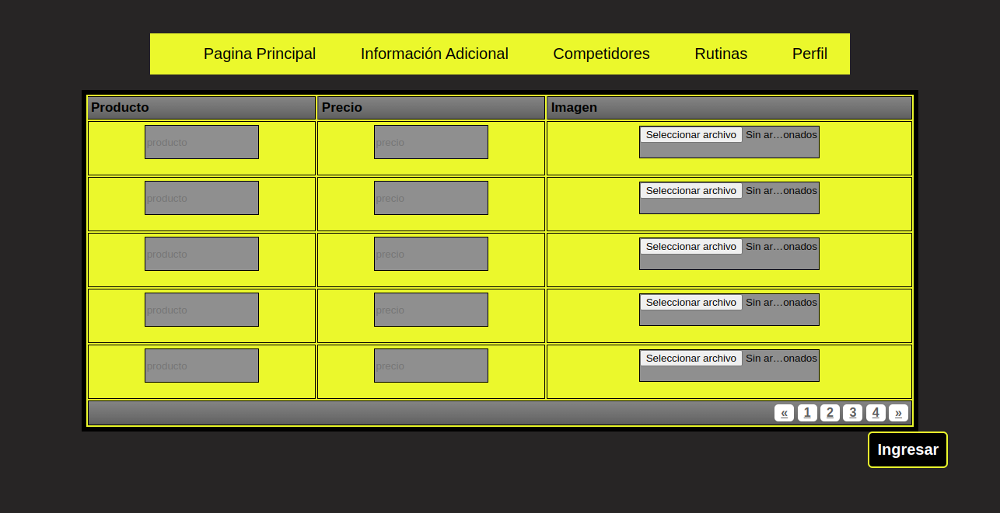 Pagina Principal Información Adicional Competidores Rutinas Perfil
Producto Precio Imagen
producto precio Seleccionar archivo Sin ar…onados
producto precio Seleccionar archivo Sin ar…onados
producto precio Seleccionar archivo Sin ar…onados
producto precio Seleccionar archivo Sin ar…onados
producto precio Seleccionar archivo Sin ar…onados
« 1 2 3 4 »
Ingresar